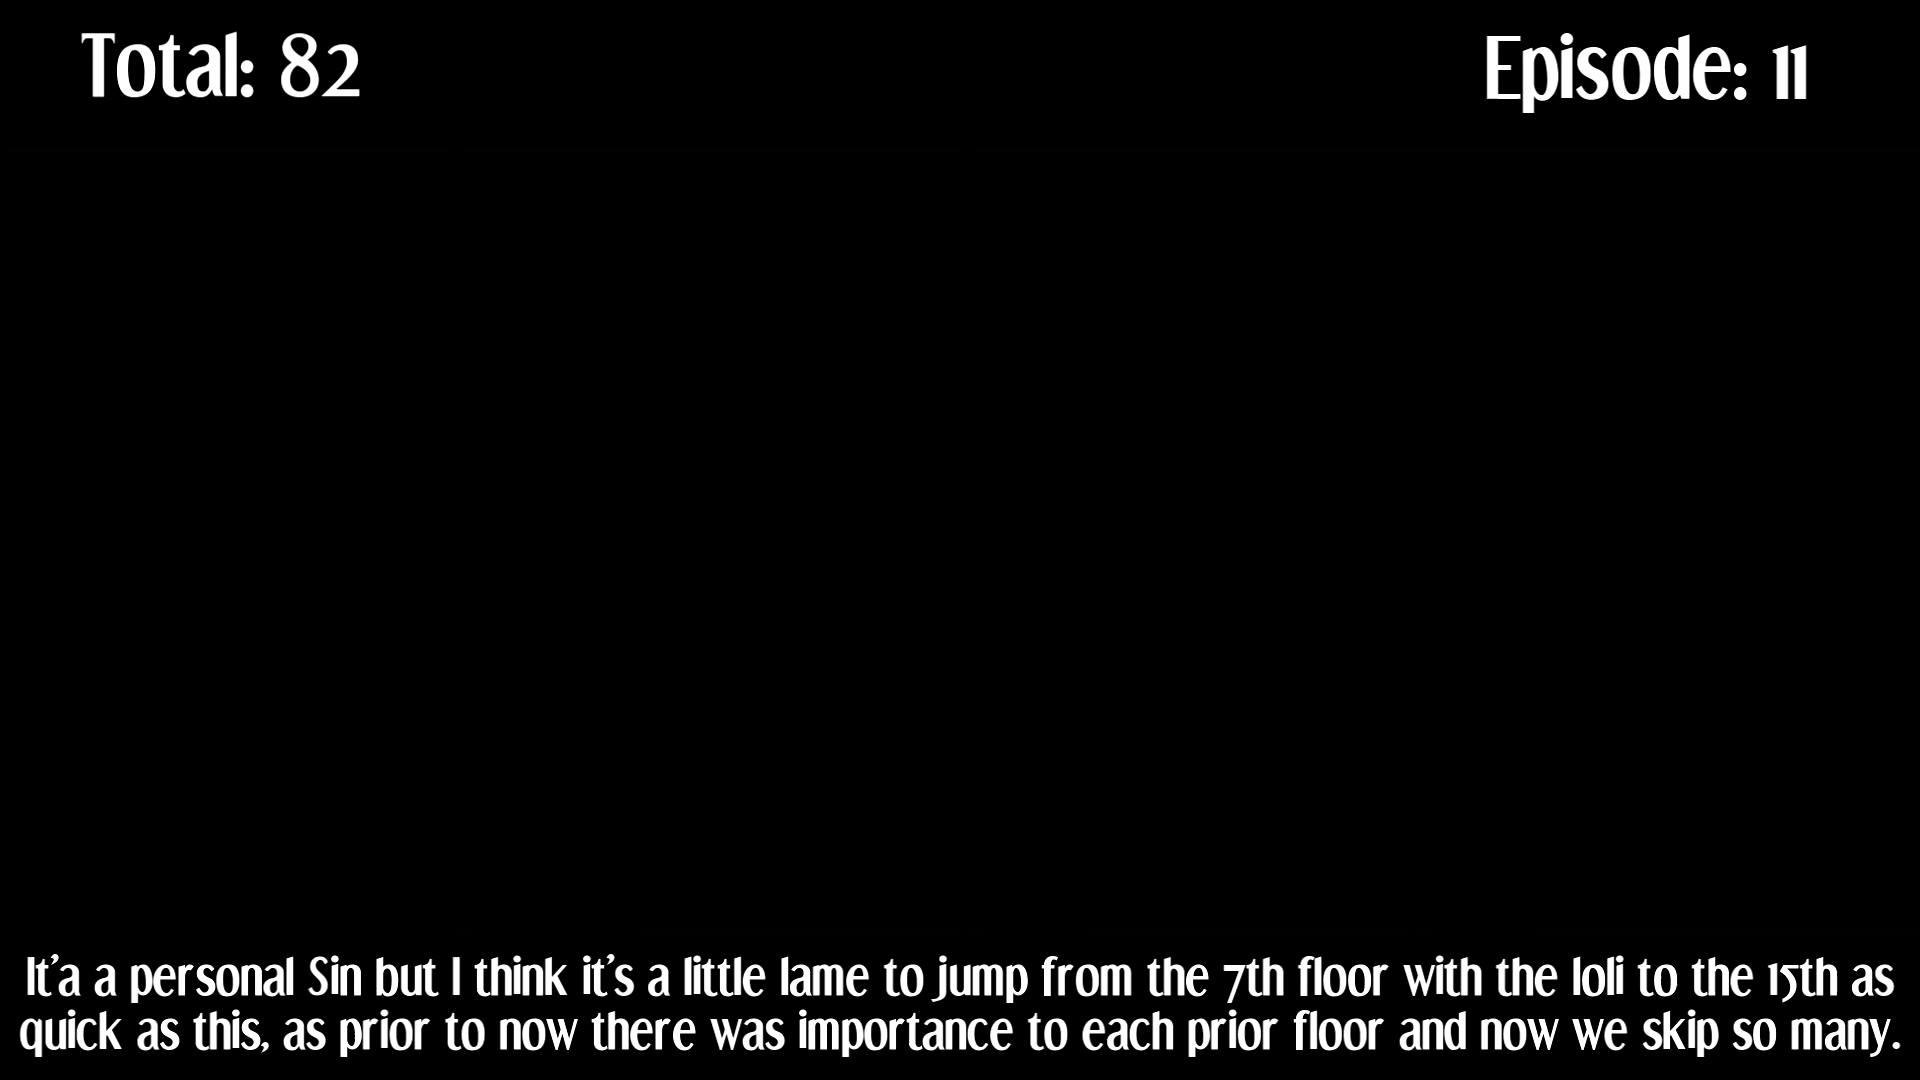 Total: 82
Episode: 11
It'a a personal Sin but I think it's a little lame to jump from the 7th floor with the loli to the 15th as
quick as this, as prior to now there was importance to each prior floor and now we skip so many.